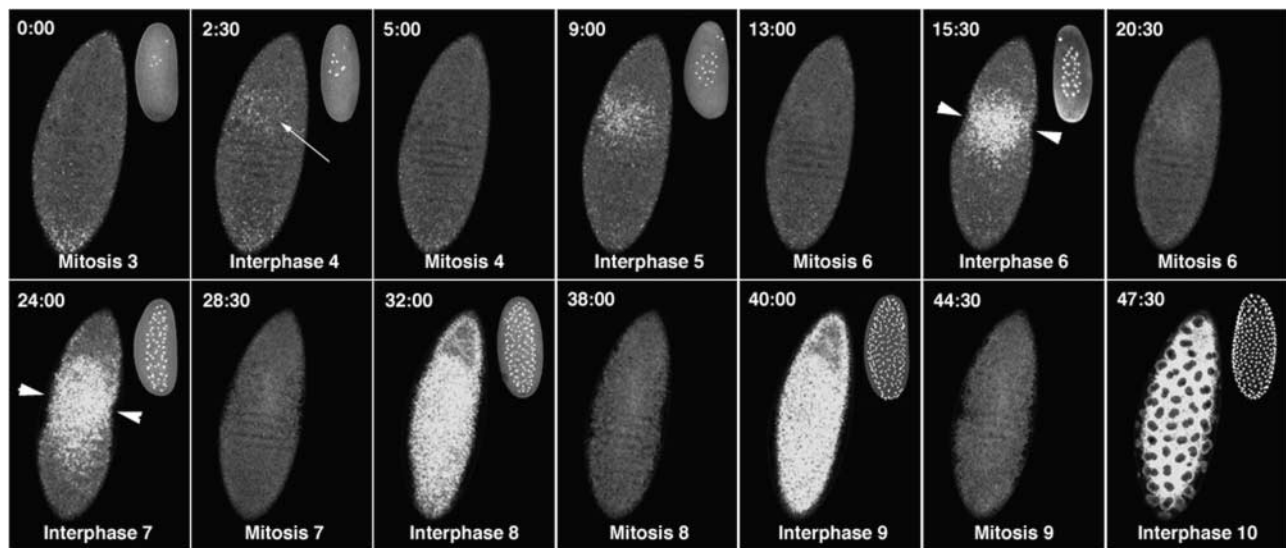 0:00
2:30
5:00
9:00
13:00
15:30
20:30
Mitosis 3
Interphase 4
Mitosis 4
Interphase 5
Mitosis 6
Interphase 6
Mitosis 6
24:00
28:30
32:00
38:00
40:00
44:30
47:30
Interphase 7
Mitosis 7
Interphase 8
Mitosis 8
Interphase 9
Mitosis 9
Interphase 10